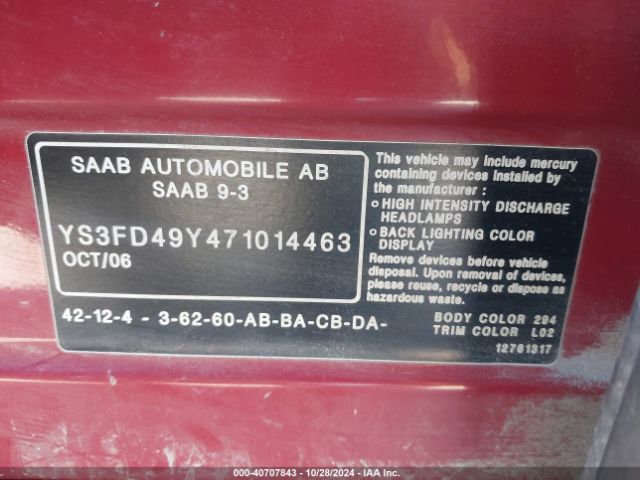 SAAB AUTOMOBILE AB
SAAB 9-3
YS3FD49Y471014463
OCT/06
42-12-4 - 3-62-60-AB-BA-CB-DA-
This vehicle may include mercury
containing devices installed by
the manufacturer :
○ HIGH INTENSITY DISCHARGE
HEADLAMPS
○ BACK LIGHTING COLOR
DISPLAY
Remove devices before vehicle
disposal. Upon removal of devices,
please reuse, recycle or dispose as
hazardous waste.
BODY COLOR 294
TRIM COLOR L02
12781317
000-40707843 - 10/28/2024 - IAA Inc.